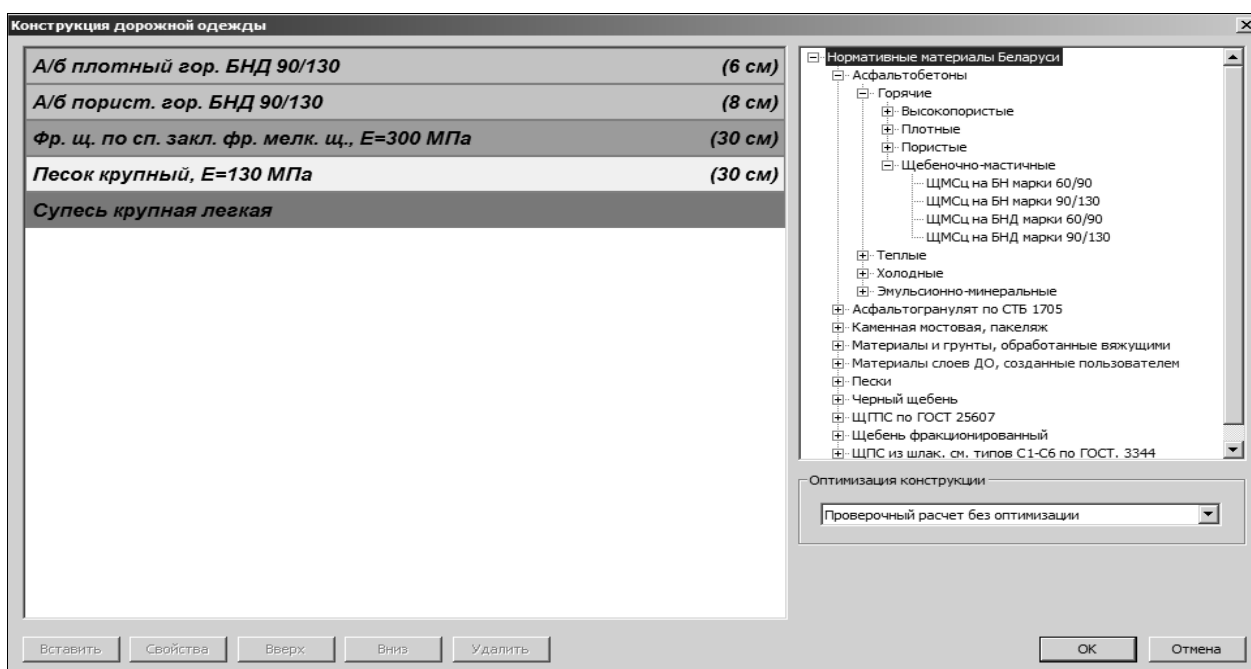 Конструкция дорожной одежды
А/б плотный гор. БНД 90/130 (6 см)
А/б порист. гор. БНД 90/130 (8 см)
Фр. щ. по сп. закл. фр. мелк. щ., Е=300 МПа (30 см)
Песок крупный, Е=130 МПа (30 см)
Супесь крупная легкая
Нормативные материалы Беларуси
Асфальтобетоны
Горячие
Высокопористые
Плотные
Пористые
Щебеночно-мастичные
ЩМСц на БН марки 60/90
ЩМСц на БН марки 90/130
ЩМСц на БНД марки 60/90
ЩМСц на БНД марки 90/130
Теплые
Холодные
Эмульсионно-минеральные
Асфальтогранулят по СТБ 1705
Каменная мостовая, пакеляж
Материалы и грунты, обработанные вяжущими
Материалы слоев ДО, созданные пользователем
Пески
Черный щебень
ЩГПС по ГОСТ 25607
Щебень фракционированный
ЩПС из шлак. см. типов С1-С6 по ГОСТ. 3344
Оптимизация конструкции
Проверочный расчет без оптимизации
Вставить Свойства Вверх Вниз Удалить ОК Отмена